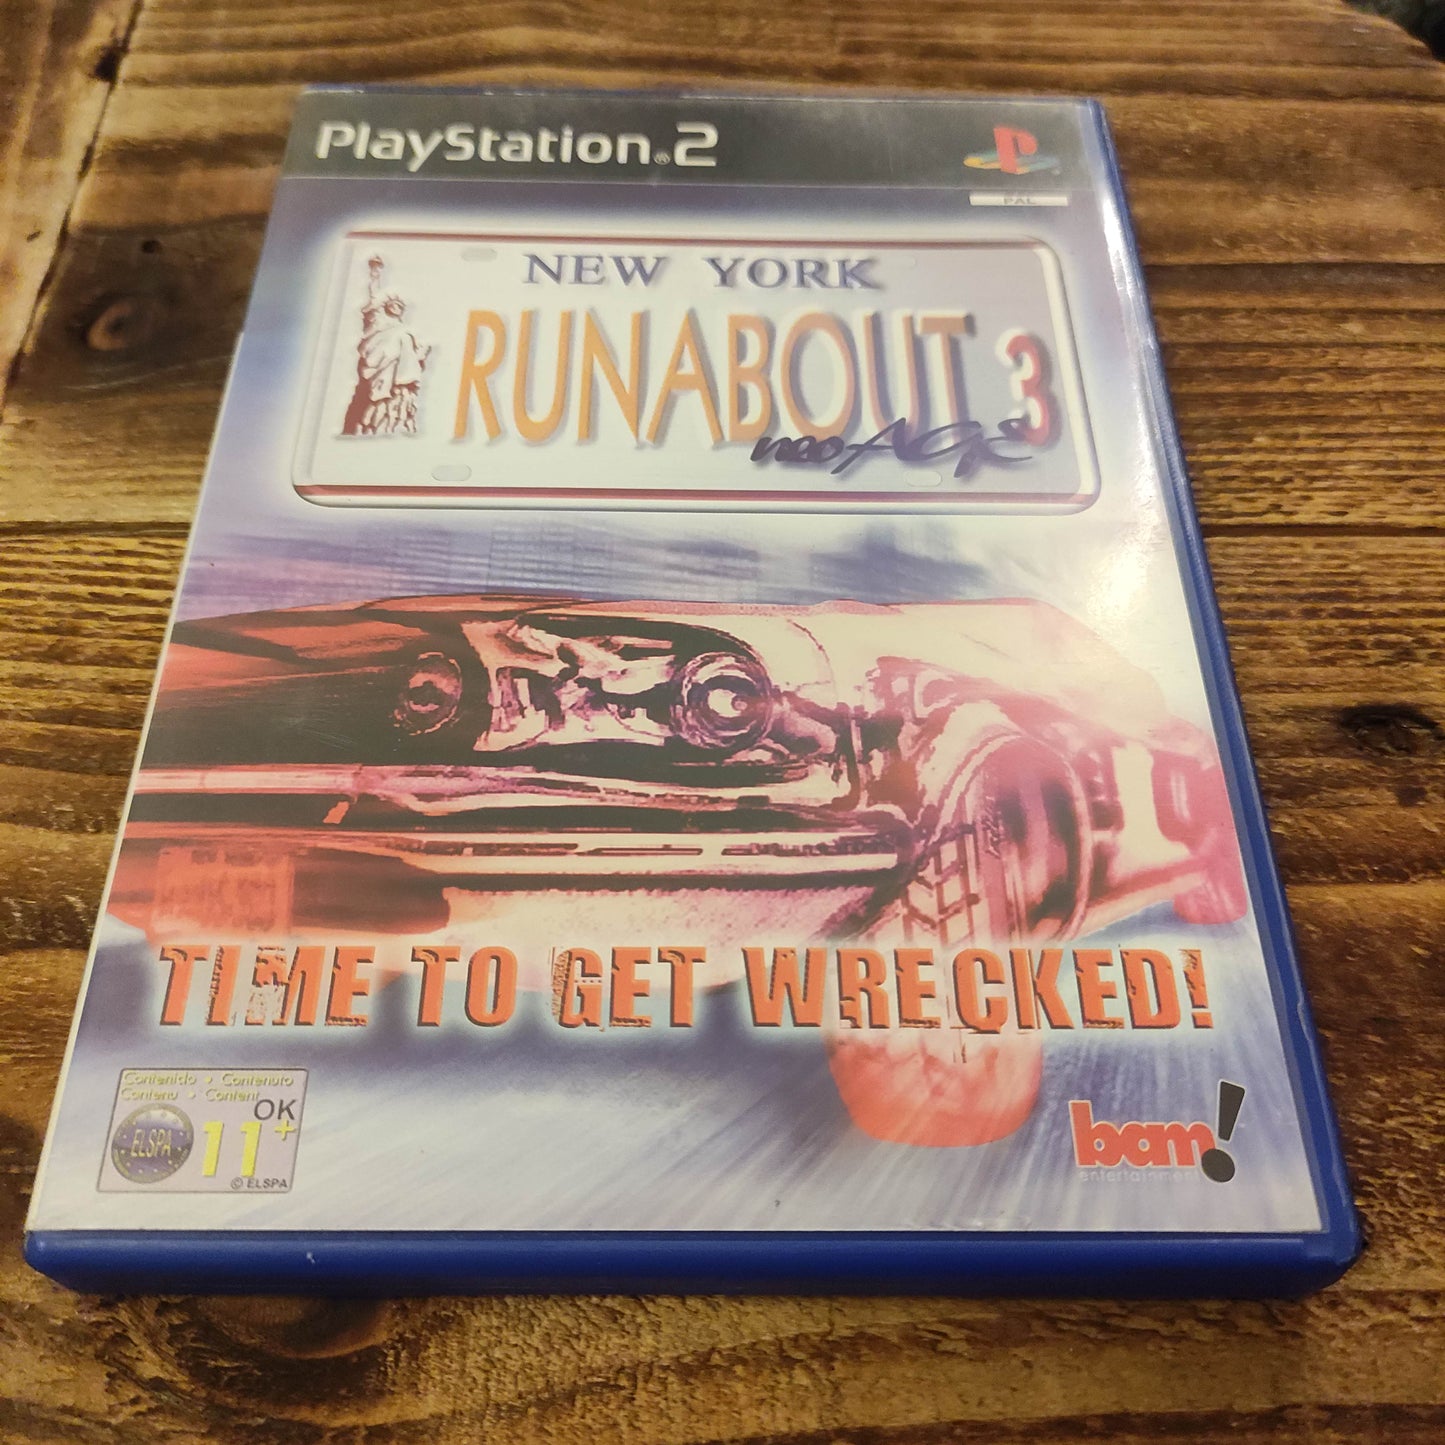 PlayStation®2
PAL
NEW YORK
RUNABOUT 3
neo AGE
TIME TO GET WRECKED!
Contenido • Contenuto
Contenu • Content
OK
ELSPA
11+
© ELSPA
bam!
entertainment